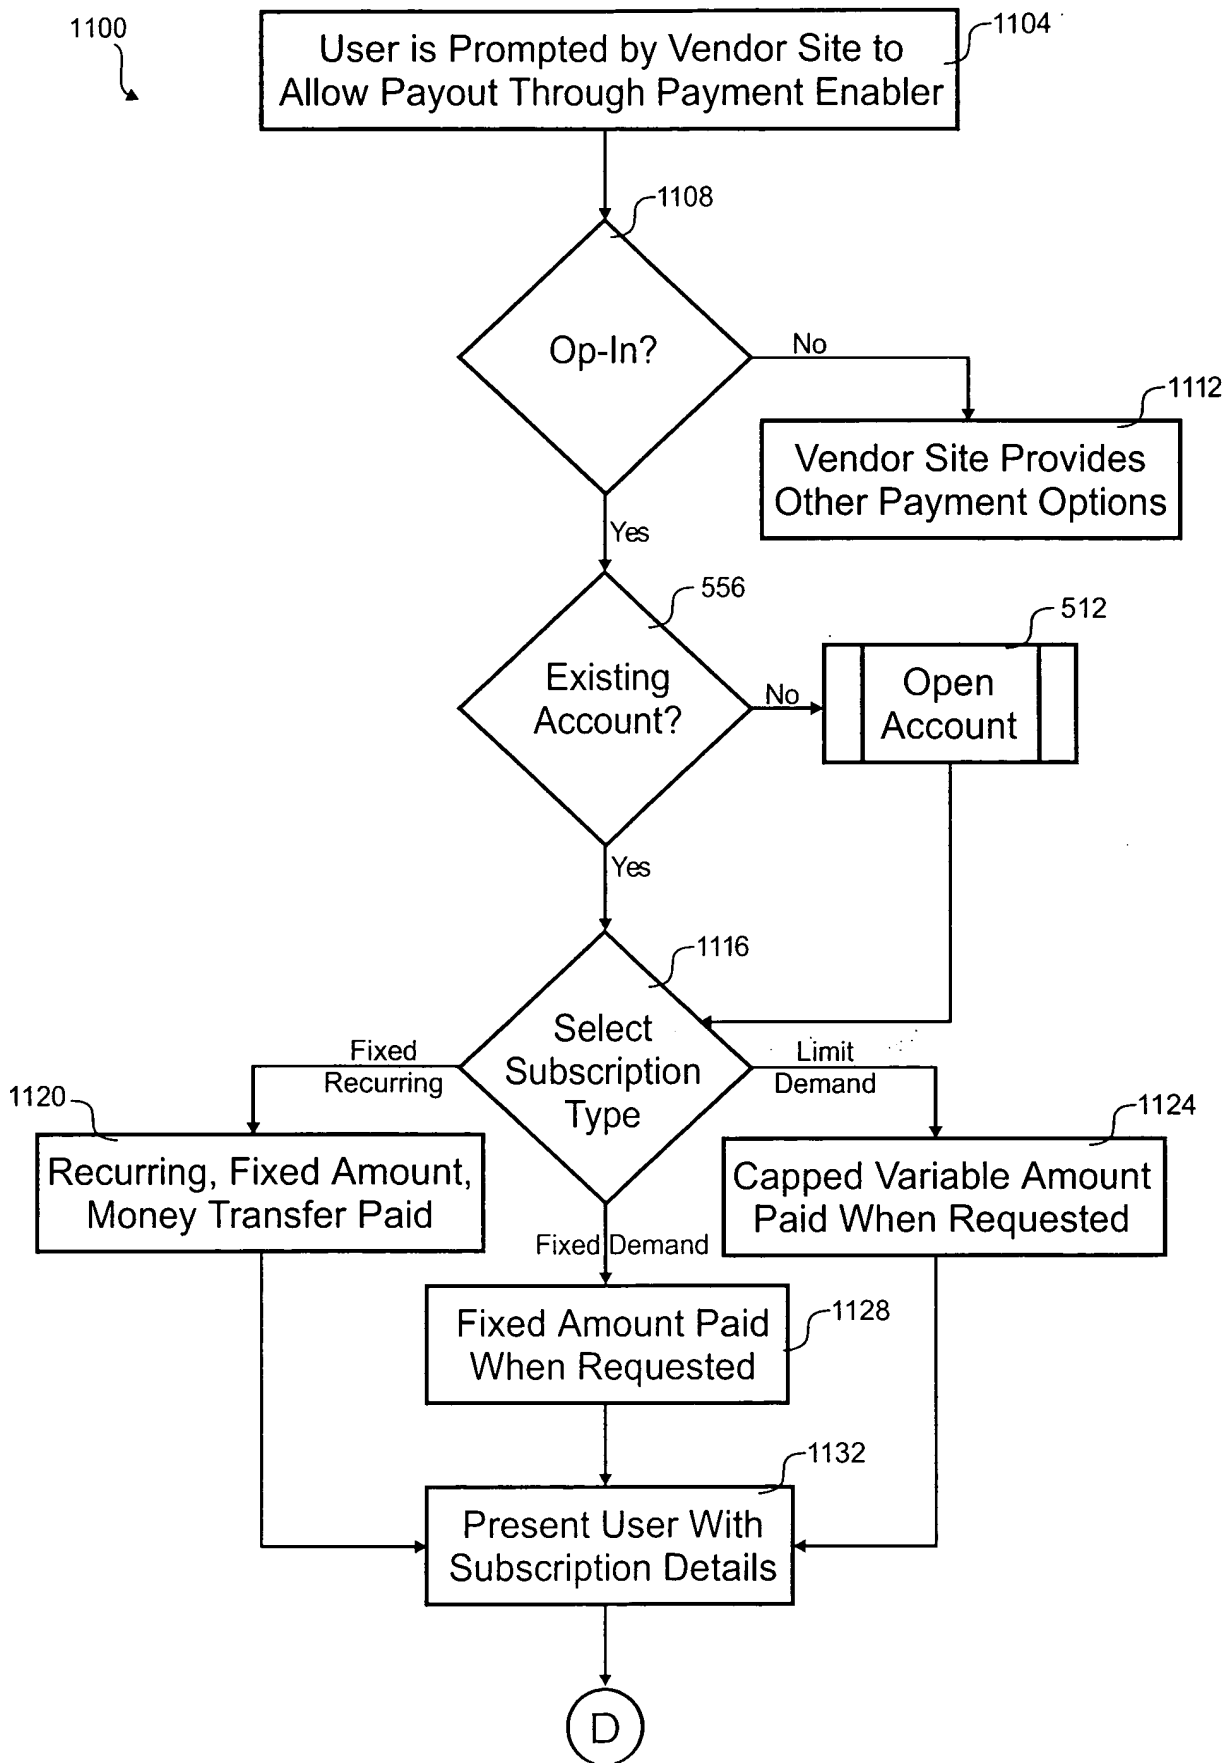 1100
1104
User is Prompted by Vendor Site to
Allow Payout Through Payment Enabler
1108
Op-In?
No
1112
Vendor Site Provides
Other Payment Options
Yes
556
Existing
Account?
No
512
Open
Account
Yes
1116
Select
Subscription
Type
Fixed
Recurring
Limit
Demand
1120
Recurring, Fixed Amount,
Money Transfer Paid
1124
Capped Variable Amount
Paid When Requested
Fixed Demand
1128
Fixed Amount Paid
When Requested
1132
Present User With
Subscription Details
D